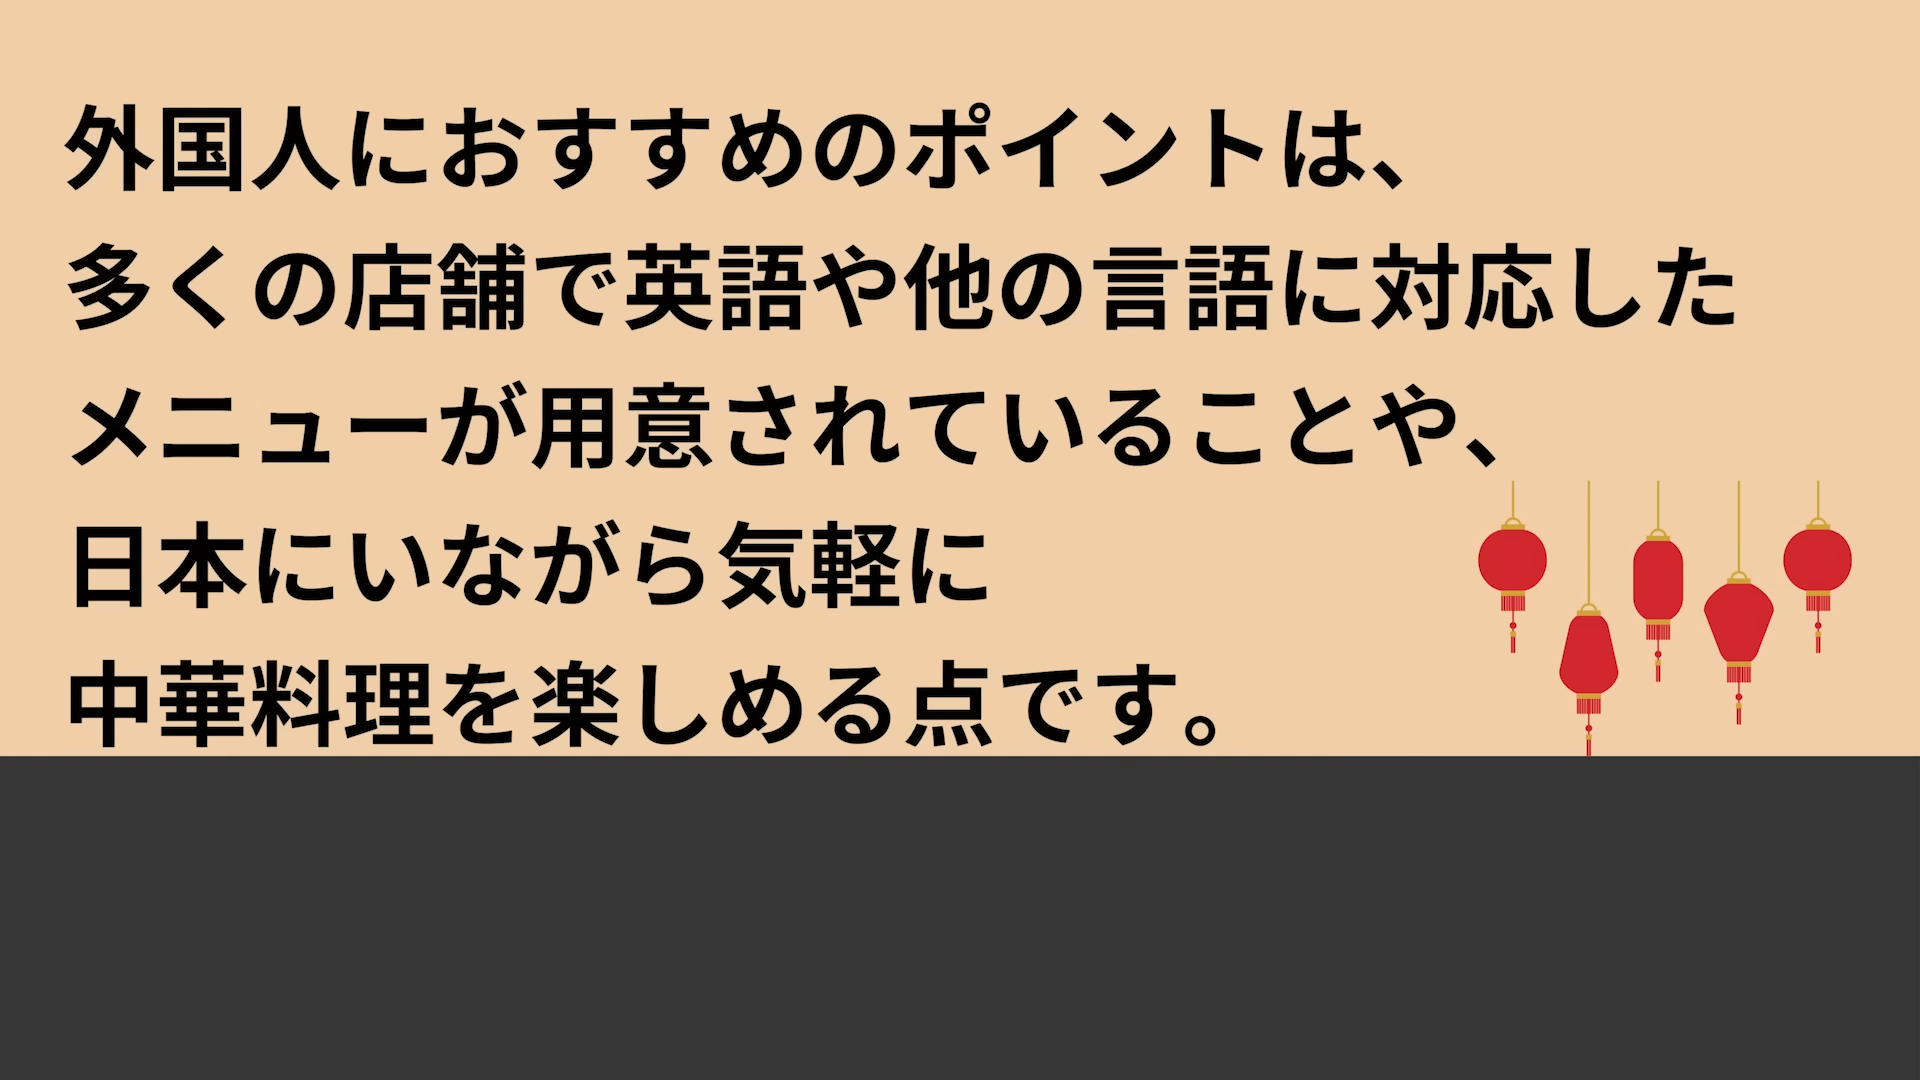 外国人におすすめのポイントは、
多くの店舗で英語や他の言語に対応した
メニューが用意されていることや、
日本にいながら気軽に
中華料理を楽しめる点です。